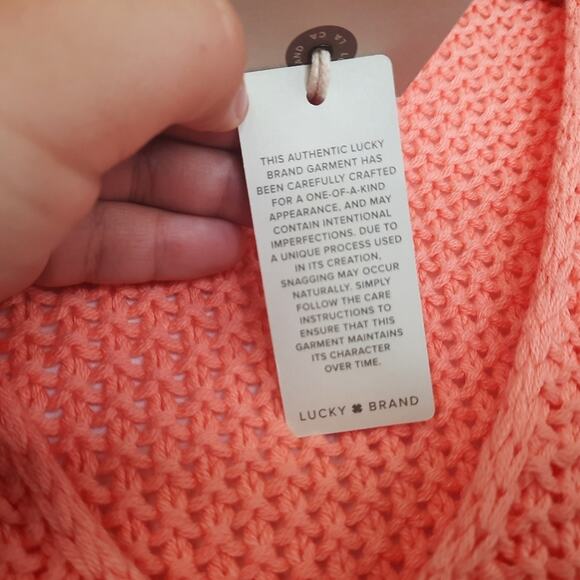 THIS AUTHENTIC LUCKY
BRAND GARMENT HAS
BEEN CAREFULLY CRAFTED
FOR A ONE-OF-A-KIND
APPEARANCE, AND MAY
CONTAIN INTENTIONAL
IMPERFECTIONS. DUE TO
A UNIQUE PROCESS USED
IN ITS CREATION,
SNAGGING MAY OCCUR
NATURALLY. SIMPLY
FOLLOW THE CARE
INSTRUCTIONS TO
ENSURE THAT THIS
GARMENT MAINTAINS
ITS CHARACTER
OVER TIME.
LUCKY BRAND